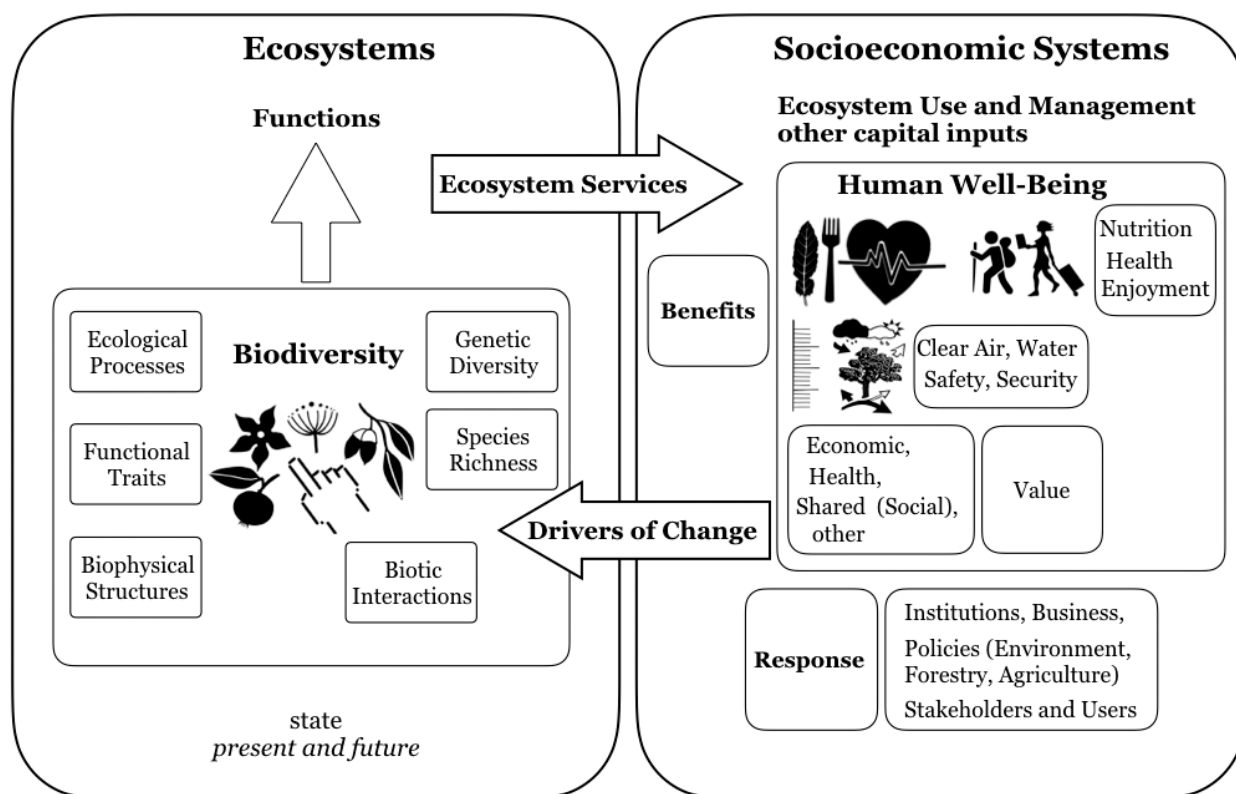 Ecosystems
Functions
Ecological
Processes
Biodiversity
Genetic
Diversity
Functional
Traits
Species
Richness
Biophysical
Structures
Biotic
Interactions
state
present and future
Ecosystem Services
Drivers of Change
Socioeconomic Systems
Ecosystem Use and Management
other capital inputs
Human Well-Being
Nutrition
Health
Enjoyment
Benefits
Clear Air, Water
Safety, Security
Economic,
Health,
Shared (Social),
other
Value
Response
Institutions, Business,
Policies (Environment,
Forestry, Agriculture)
Stakeholders and Users